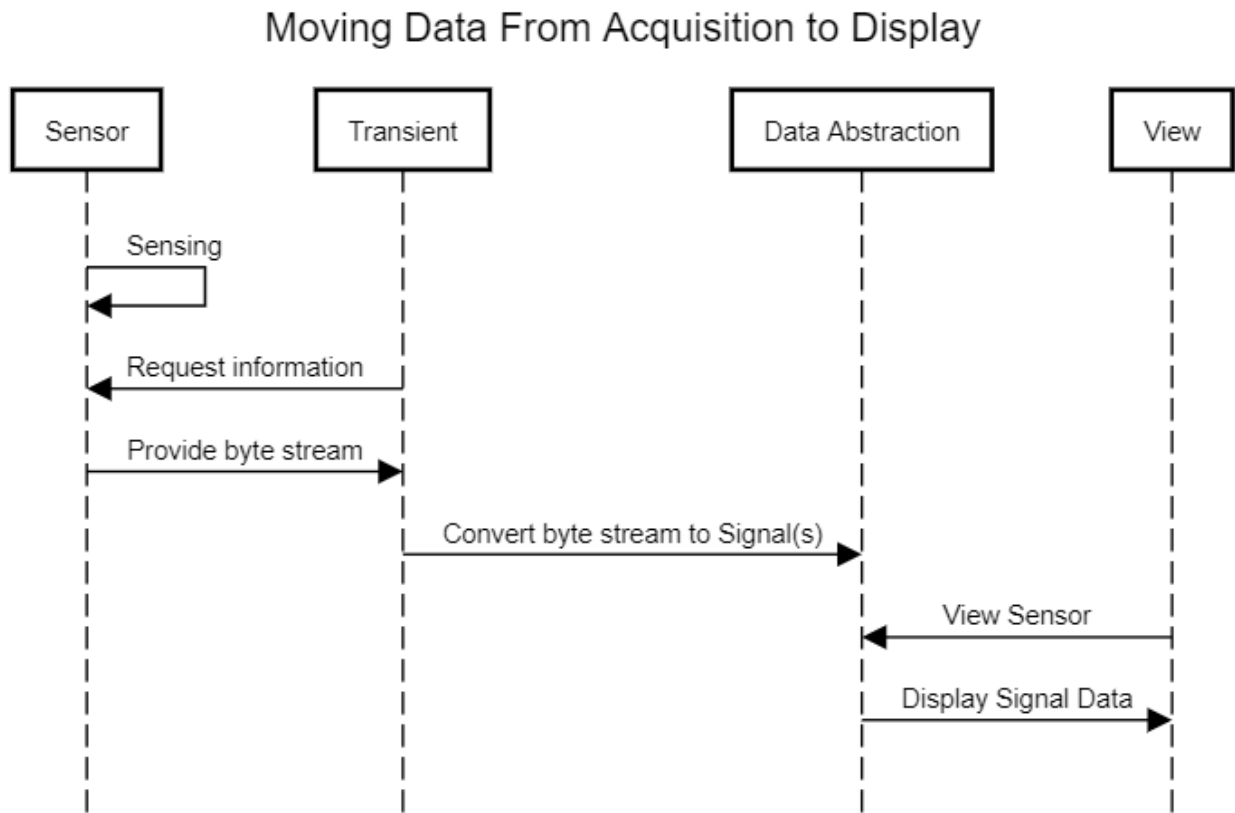 Moving Data From Acquisition to Display
Sensor
Transient
Data Abstraction
View
Sensing
Request information
Provide byte stream
Convert byte stream to Signal(s)
View Sensor
Display Signal Data